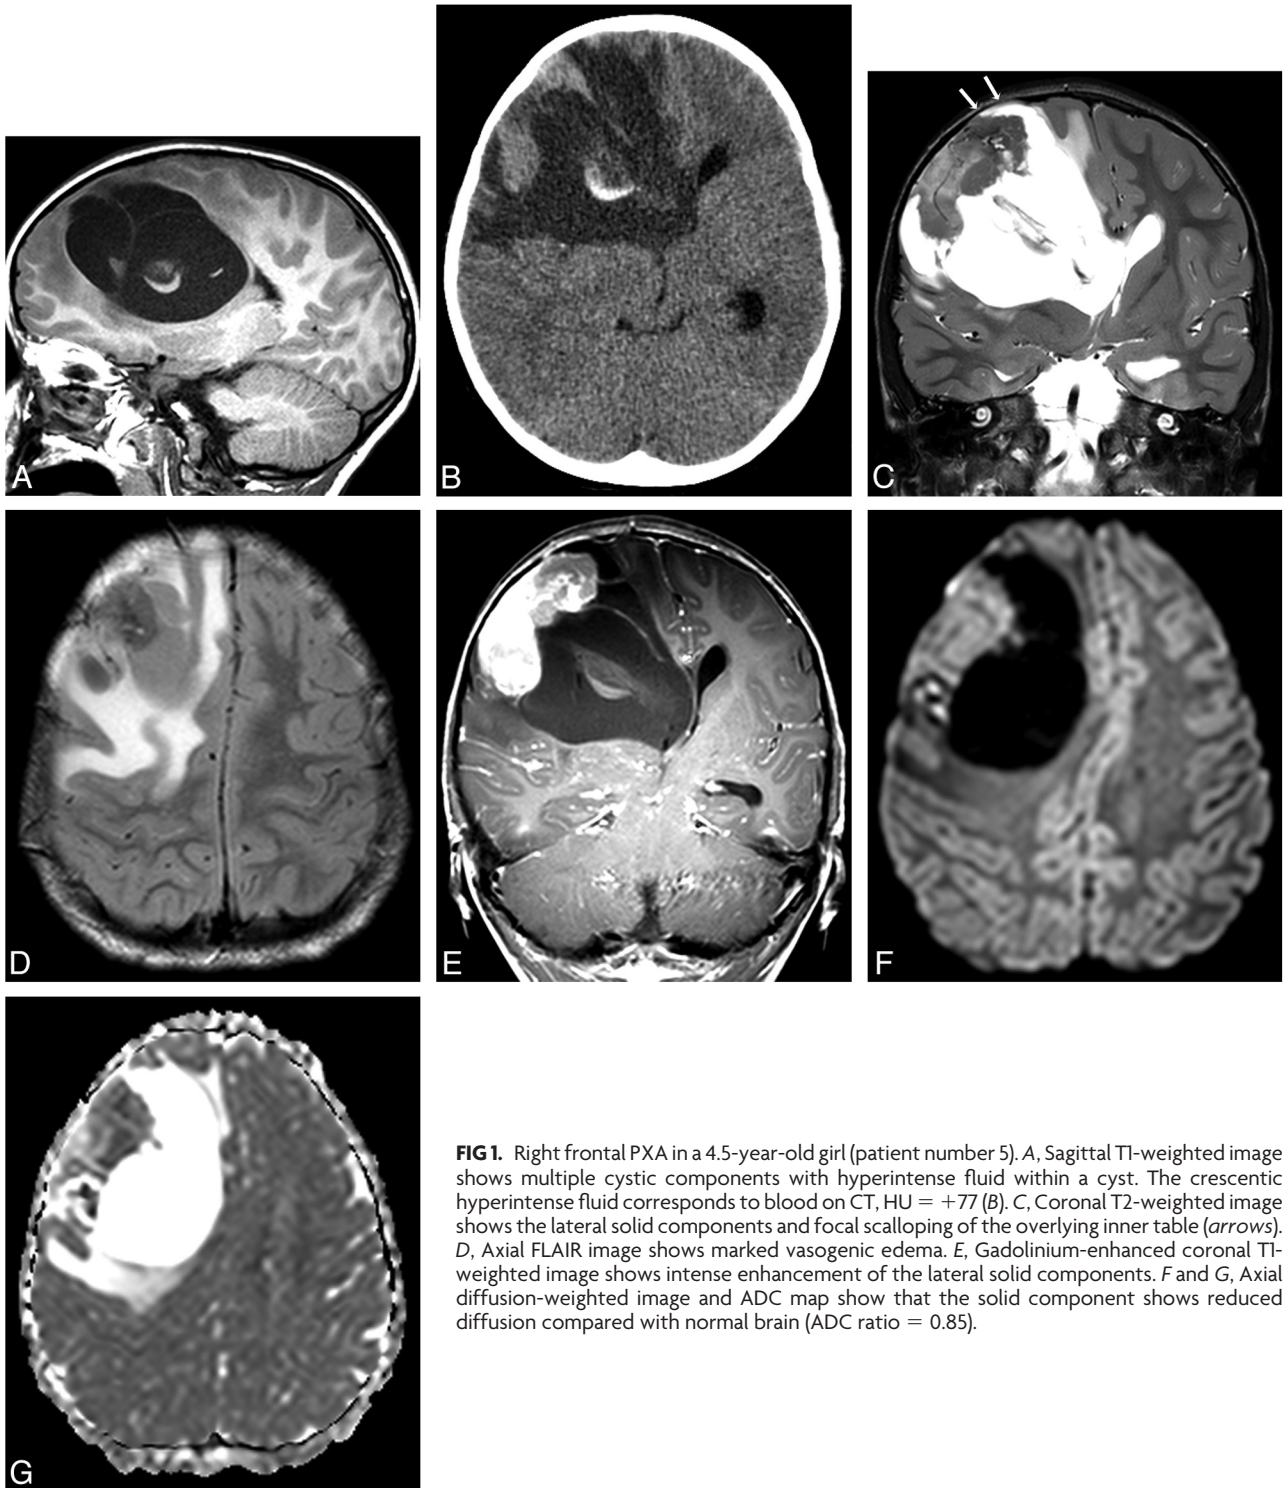 A
B
C
D
E
F
G
FIG 1. Right frontal PXA in a 4.5-year-old girl (patient number 5). A, Sagittal T1-weighted image
shows multiple cystic components with hyperintense fluid within a cyst. The crescentic
hyperintense fluid corresponds to blood on CT, HU = +77 (B). C, Coronal T2-weighted image
shows the lateral solid components and focal scalloping of the overlying inner table (arrows).
D, Axial FLAIR image shows marked vasogenic edema. E, Gadolinium-enhanced coronal T1-
weighted image shows intense enhancement of the lateral solid components. F and G, Axial
diffusion-weighted image and ADC map show that the solid component shows reduced
diffusion compared with normal brain (ADC ratio = 0.85).